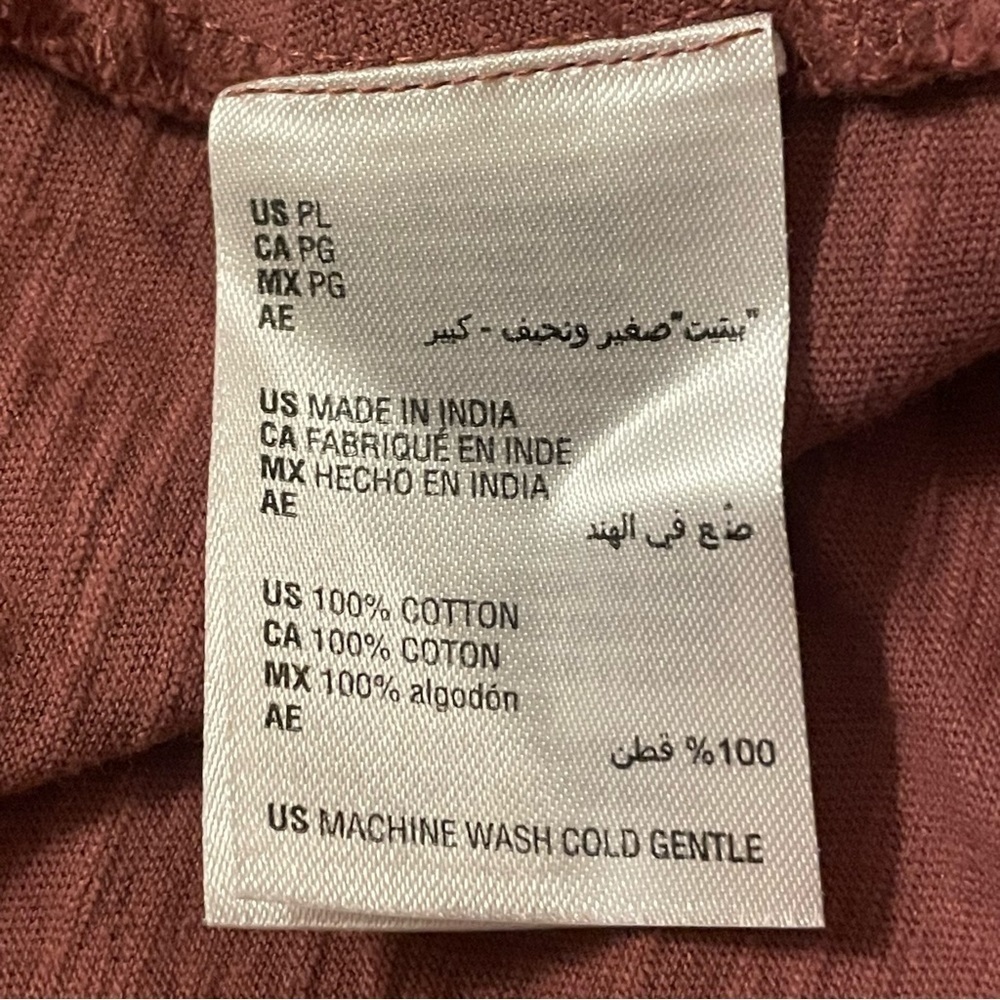 US PL
CA PG
MX PG
AE
"بيتيت" صغير ونحيف - كبير
US MADE IN INDIA
CA FABRIQUÉ EN INDE
MX HECHO EN INDIA
AE
صُنع في الهند
US 100% COTTON
CA 100% COTON
MX 100% algodón
AE
100% قطن
US MACHINE WASH COLD GENTLE